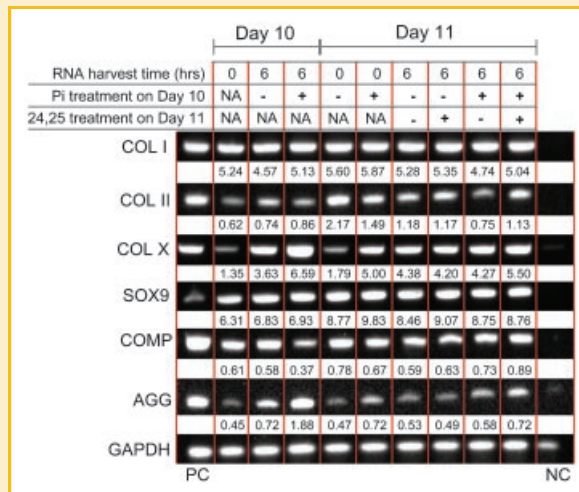 Day 10 Day 11
RNA harvest time (hrs) 0 6 6 0 0 6 6 6 6
Pi treatment on Day 10 NA - + - + - - + +
24,25 treatment on Day 11 NA NA NA NA NA - + - +
COL I
5.24 4.57 5.13 5.60 5.87 5.28 5.35 4.74 5.04
COL II
0.62 0.74 0.86 2.17 1.49 1.18 1.17 0.75 1.13
COL X
1.35 3.63 6.59 1.79 5.00 4.38 4.20 4.27 5.50
SOX9
6.31 6.83 6.93 8.77 9.83 8.46 9.07 8.75 8.76
COMP
0.61 0.58 0.37 0.78 0.67 0.59 0.63 0.73 0.89
AGG
0.45 0.72 1.88 0.47 0.72 0.53 0.49 0.58 0.72
GAPDH
PC NC